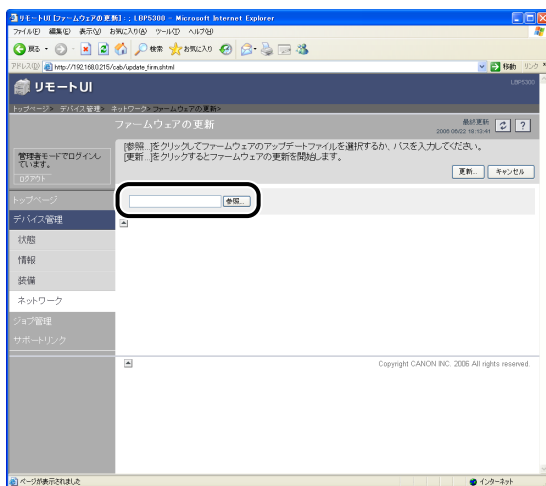 リモートUI [ファームウェアの更新] : : LBP5300 - Microsoft Internet Explorer
ファイル(F) 編集(E) 表示(V) お気に入り(A) ツール(T) ヘルプ(H)
戻る 検索 お気に入り
アドレス(D) http://192.168.0.215/cab/update_firm.shtml 移動 リンク
リモートUI
LBP5300
トップページ> デバイス管理> ネットワーク> ファームウェアの更新>
ファームウェアの更新
最終更新
2006 06/22 18:13:41
管理者モードでログインし
ています。
ログアウト
[参照...]をクリックしてファームウェアのアップデートファイルを選択するか、パスを入力してください。
[更新...]をクリックするとファームウェアの更新を開始します。
更新... キャンセル
トップページ
参照...
デバイス管理
状態
情報
装備
ネットワーク
ジョブ管理
サポートリンク
Copyright CANON INC. 2006 All rights reserved.
ページが表示されました
インターネット